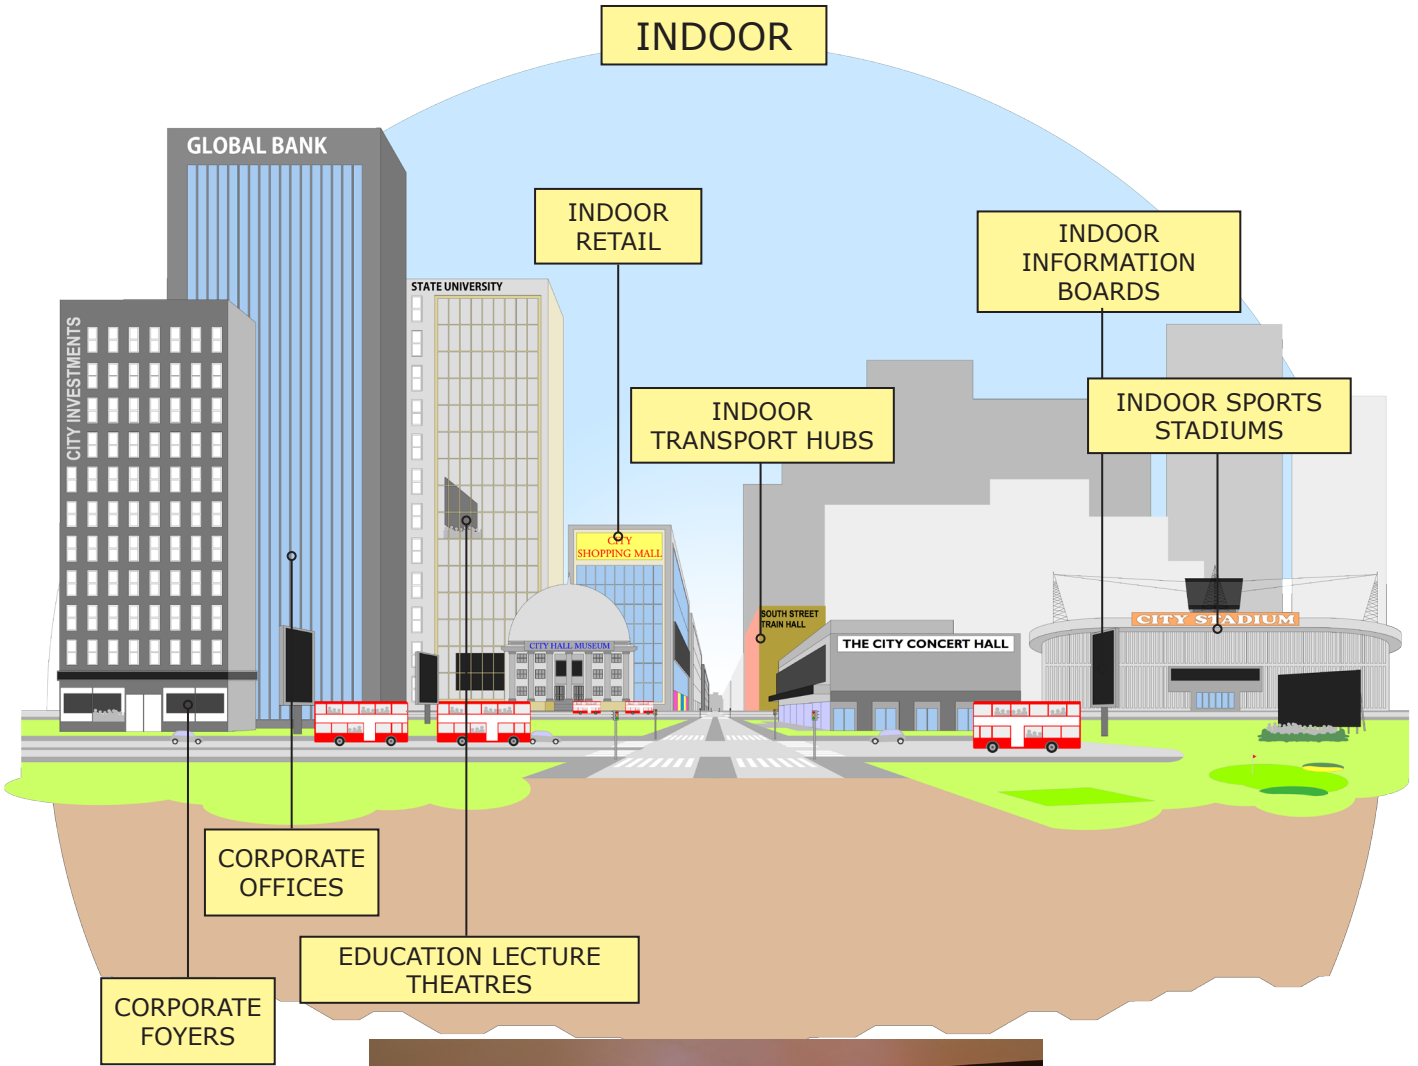 INDOOR
GLOBAL BANK
INDOOR
RETAIL
INDOOR
INFORMATION
BOARDS
STATE UNIVERSITY
CITY INVESTMENTS
INDOOR
TRANSPORT HUBS
INDOOR SPORTS
STADIUMS
CITY
SHOPPING MALL
SOUTH STREET
TRAIN HALL
CITY STADIUM
CITY HALL MUSEUM
THE CITY CONCERT HALL
CORPORATE
OFFICES
EDUCATION LECTURE
THEATRES
CORPORATE
FOYERS